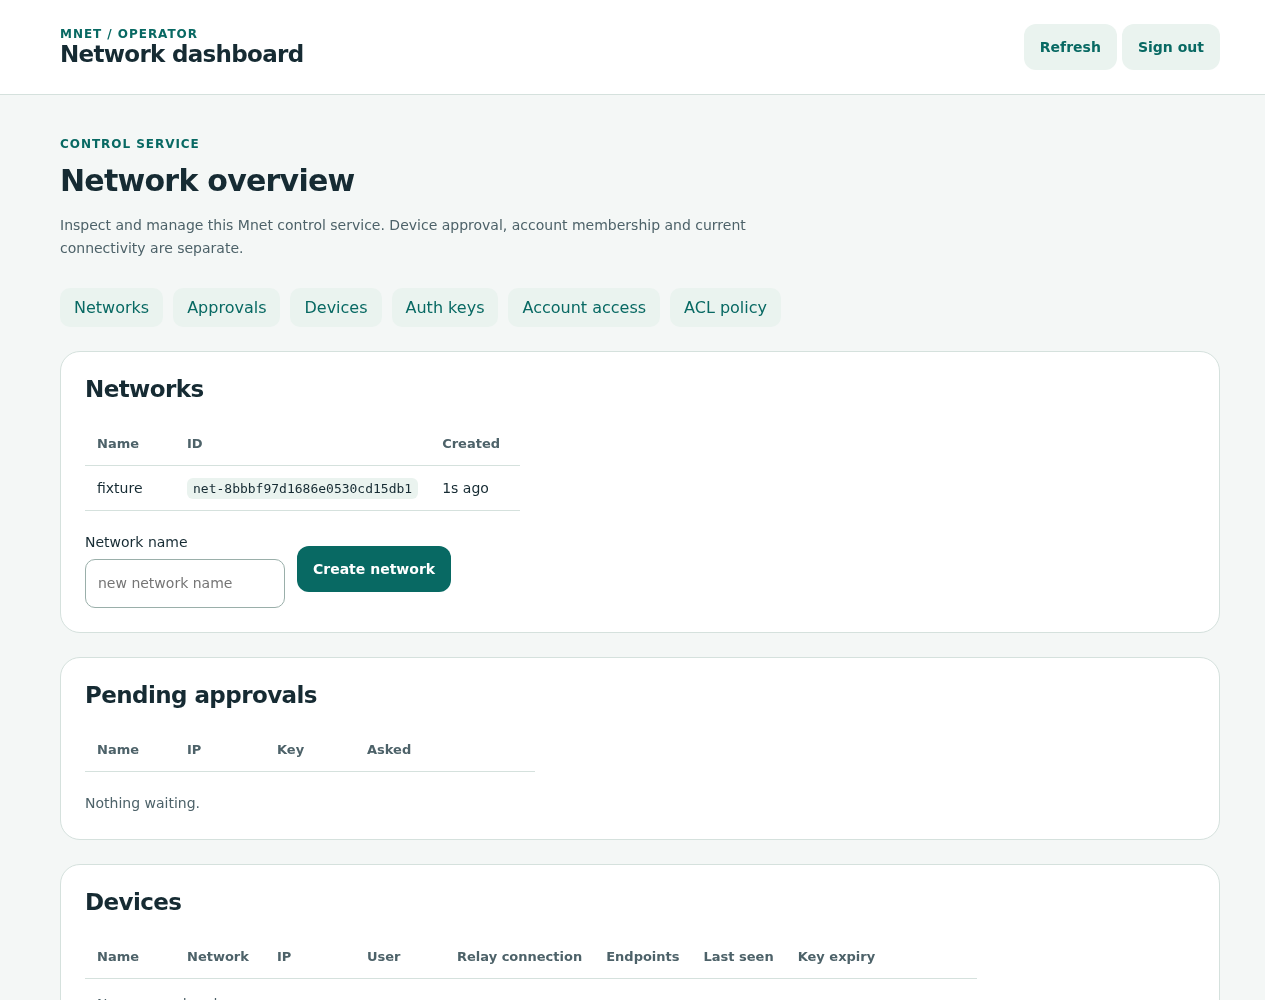 MNET / OPERATOR
Network dashboard
Refresh
Sign out
CONTROL SERVICE
Network overview
Inspect and manage this Mnet control service. Device approval, account membership and current
connectivity are separate.
Networks
Approvals
Devices
Auth keys
Account access
ACL policy
Networks
Name ID Created
fixture net-8bbbf97d1686e0530cd15db1 1s ago
Network name
new network name
Create network
Pending approvals
Name IP Key Asked
Nothing waiting.
Devices
Name Network IP User Relay connection Endpoints Last seen Key expiry